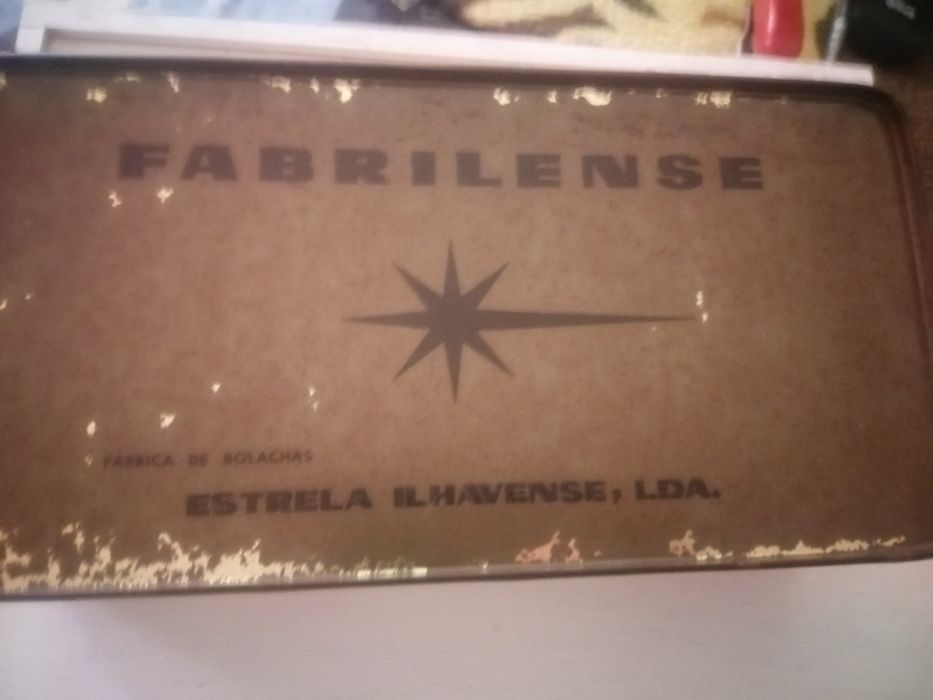 FABRILENSE
FÁBRICA DE BOLACHAS
ESTRELA ILHAVENSE, LDA.